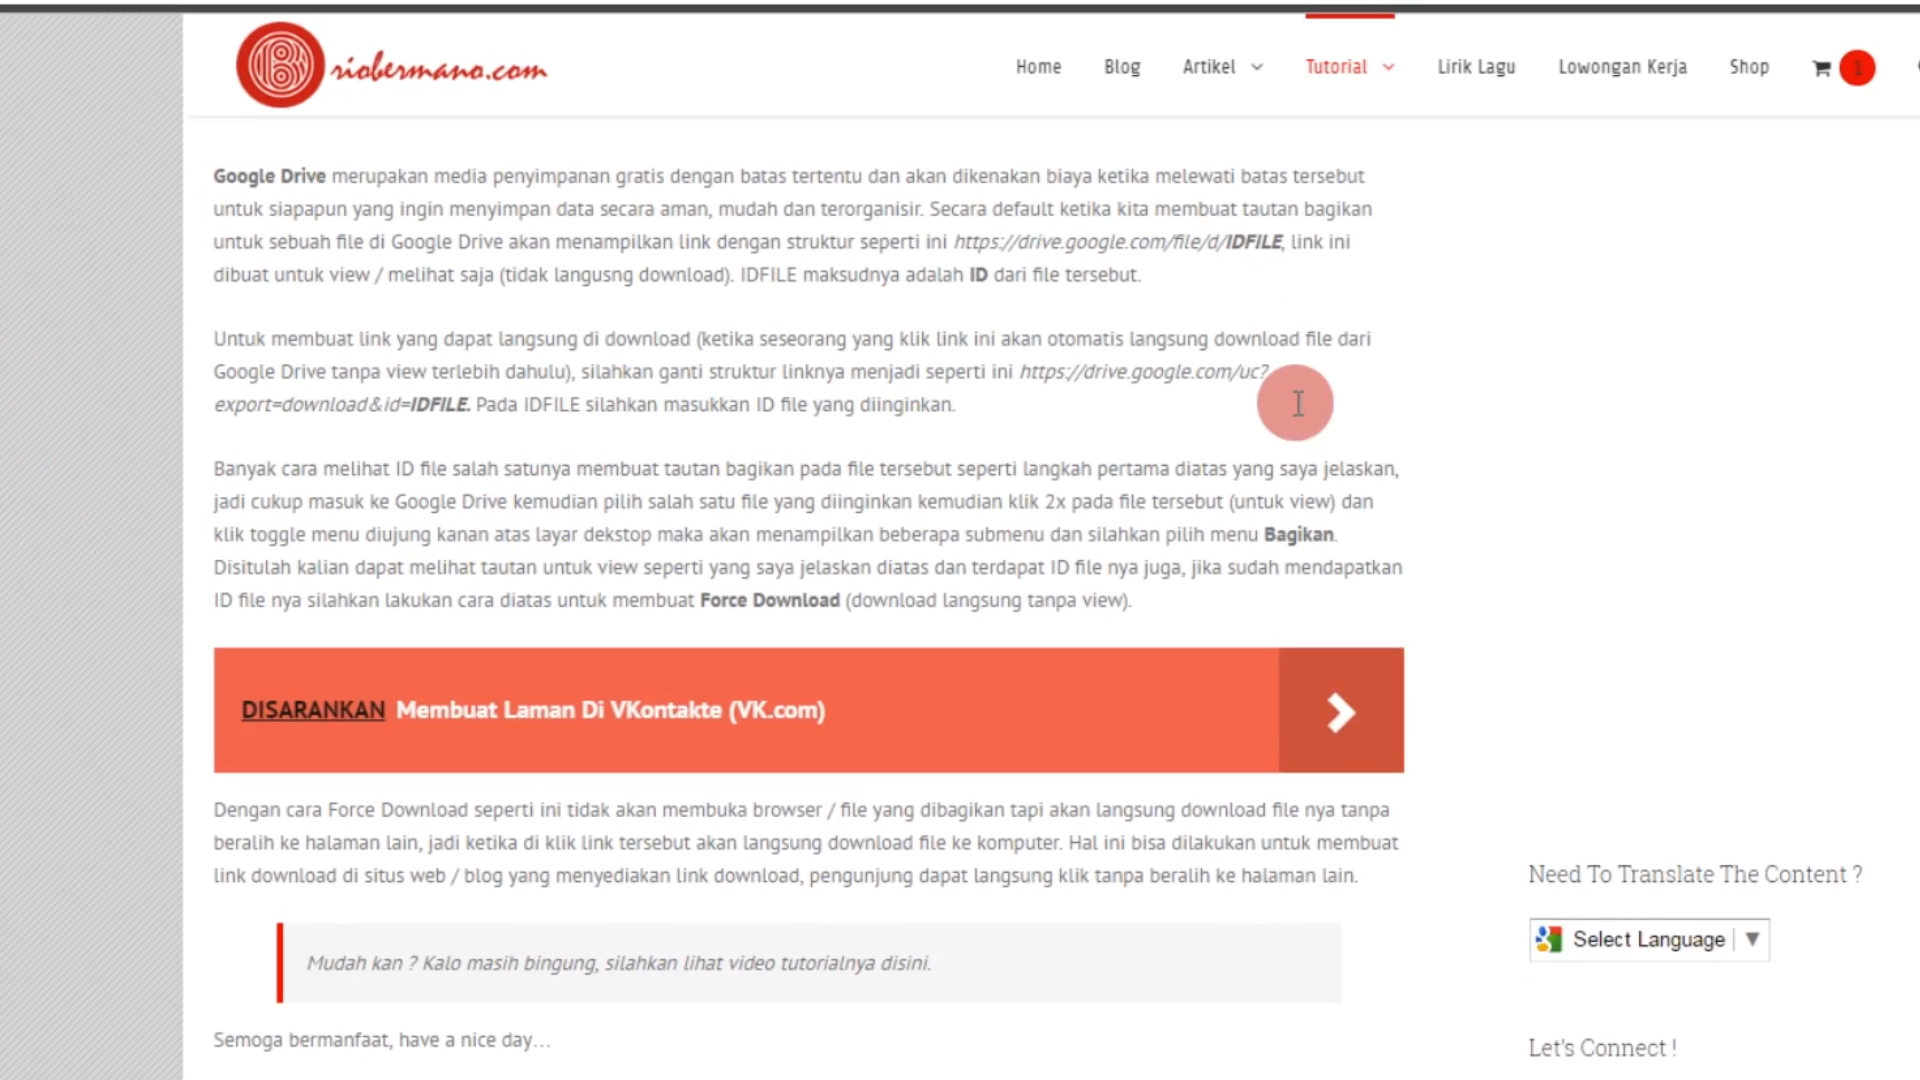 riobermano.com
Home Blog Artikel Tutorial Lirik Lagu Lowongan Kerja Shop 1
Google Drive merupakan media penyimpanan gratis dengan batas tertentu dan akan dikenakan biaya ketika melewati batas tersebut
untuk siapapun yang ingin menyimpan data secara aman, mudah dan terorganisir. Secara default ketika kita membuat tautan bagikan
untuk sebuah file di Google Drive akan menampilkan link dengan struktur seperti ini https://drive.google.com/file/d/IDFILE, link ini
dibuat untuk view / melihat saja (tidak langusng download). IDFILE maksudnya adalah ID dari file tersebut.
Untuk membuat link yang dapat langsung di download (ketika seseorang yang klik link ini akan otomatis langsung download file dari
Google Drive tanpa view terlebih dahulu), silahkan ganti struktur linknya menjadi seperti ini https://drive.google.com/uc?
export=download&id=IDFILE. Pada IDFILE silahkan masukkan ID file yang diinginkan.
Banyak cara melihat ID file salah satunya membuat tautan bagikan pada file tersebut seperti langkah pertama diatas yang saya jelaskan,
jadi cukup masuk ke Google Drive kemudian pilih salah satu file yang diinginkan kemudian klik 2x pada file tersebut (untuk view) dan
klik toggle menu diujung kanan atas layar dekstop maka akan menampilkan beberapa submenu dan silahkan pilih menu Bagikan.
Disitulah kalian dapat melihat tautan untuk view seperti yang saya jelaskan diatas dan terdapat ID file nya juga, jika sudah mendapatkan
ID file nya silahkan lakukan cara diatas untuk membuat Force Download (download langsung tanpa view).
DISARANKAN Membuat Laman Di VKontakte (VK.com)
Dengan cara Force Download seperti ini tidak akan membuka browser / file yang dibagikan tapi akan langsung download file nya tanpa
beralih ke halaman lain, jadi ketika di klik link tersebut akan langsung download file ke komputer. Hal ini bisa dilakukan untuk membuat
link download di situs web / blog yang menyediakan link download, pengunjung dapat langsung klik tanpa beralih ke halaman lain.
Mudah kan ? Kalo masih bingung, silahkan lihat video tutorialnya disini.
Semoga bermanfaat, have a nice day...
Need To Translate The Content ?
Select Language
Let's Connect !